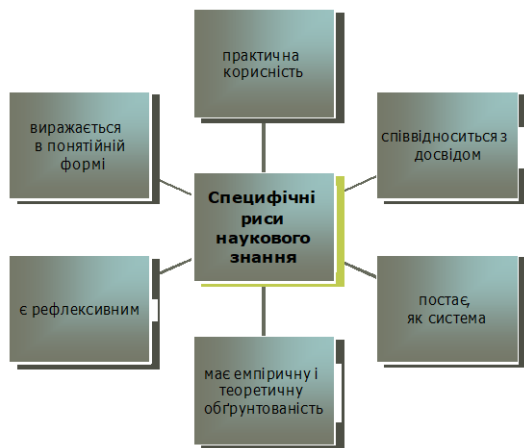 практична
корисність
виражається
в понятійній
формі
співвідноситься з
досвідом
Специфічні
риси
наукового
знання
є рефлексивним
постає,
як система
має емпіричну і
теоретичну
обґрунтованість